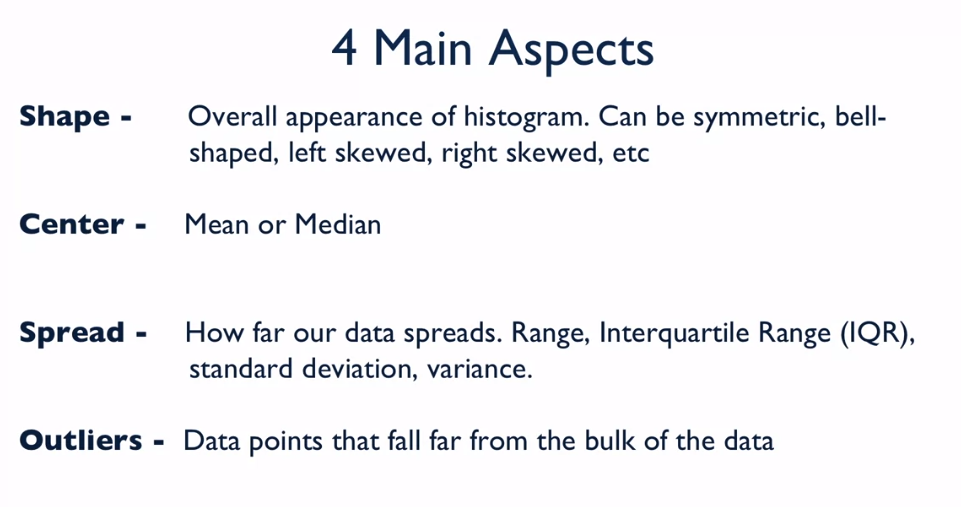 4 Main Aspects
Shape - Overall appearance of histogram. Can be symmetric, bell-
shaped, left skewed, right skewed, etc
Center - Mean or Median
Spread - How far our data spreads. Range, Interquartile Range (IQR),
standard deviation, variance.
Outliers - Data points that fall far from the bulk of the data